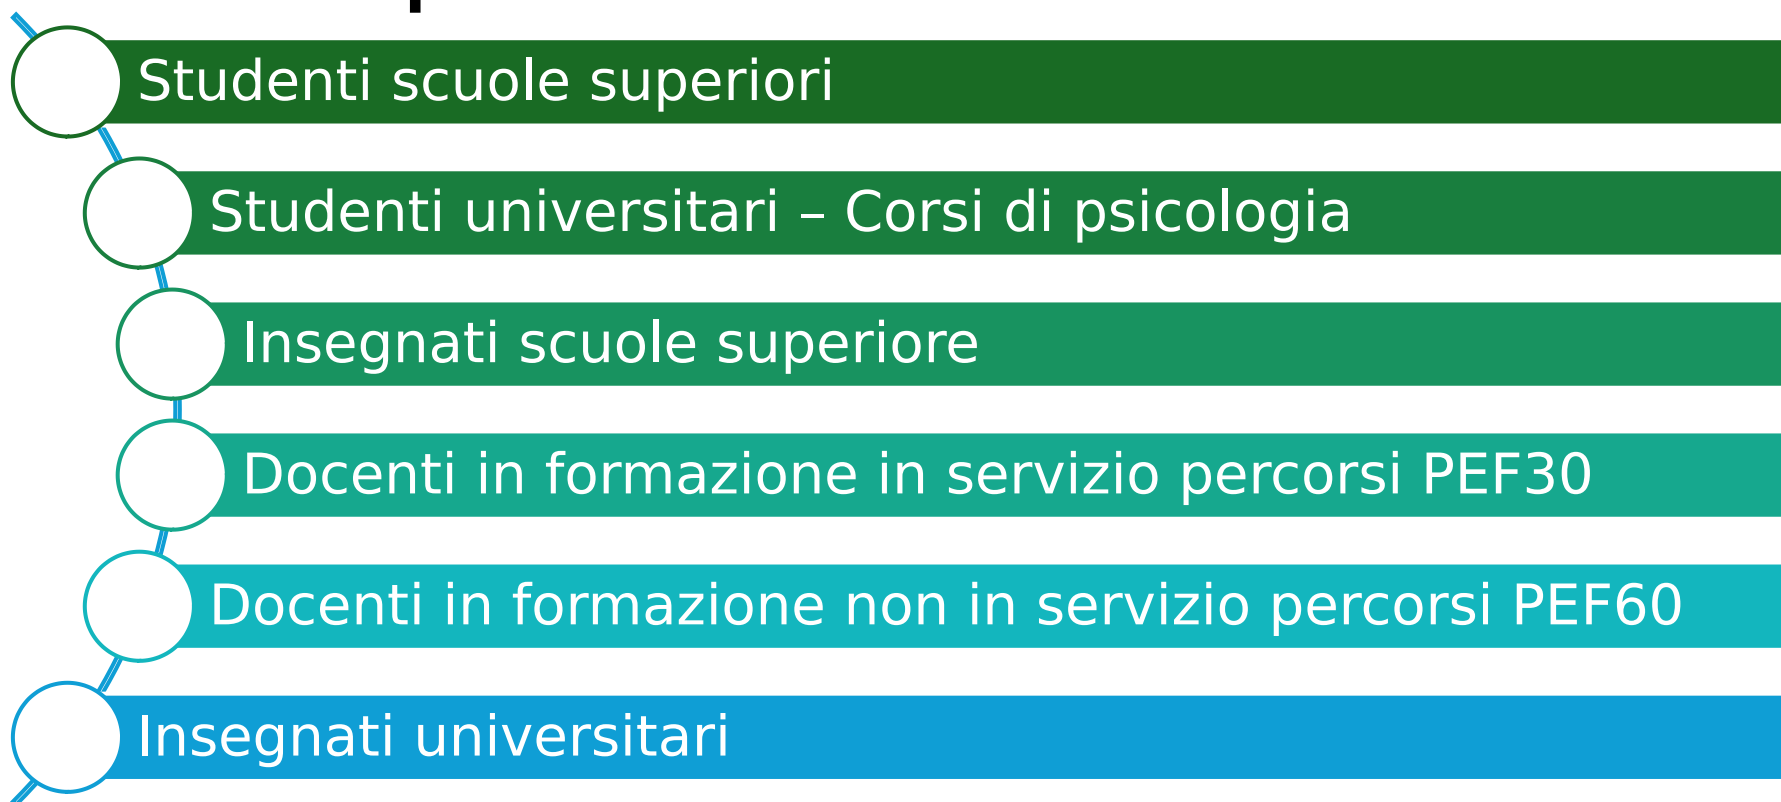 Studenti scuole superiori
Studenti universitari – Corsi di psicologia
Insegnati scuole superiore
Docenti in formazione in servizio percorsi PEF30
Docenti in formazione non in servizio percorsi PEF60
Insegnati universitari